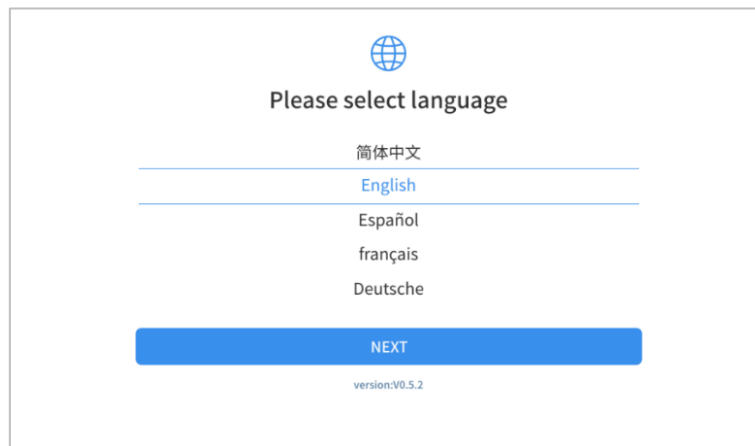 Please select language
简体中文
English
Español
français
Deutsche
NEXT
version:V0.5.2